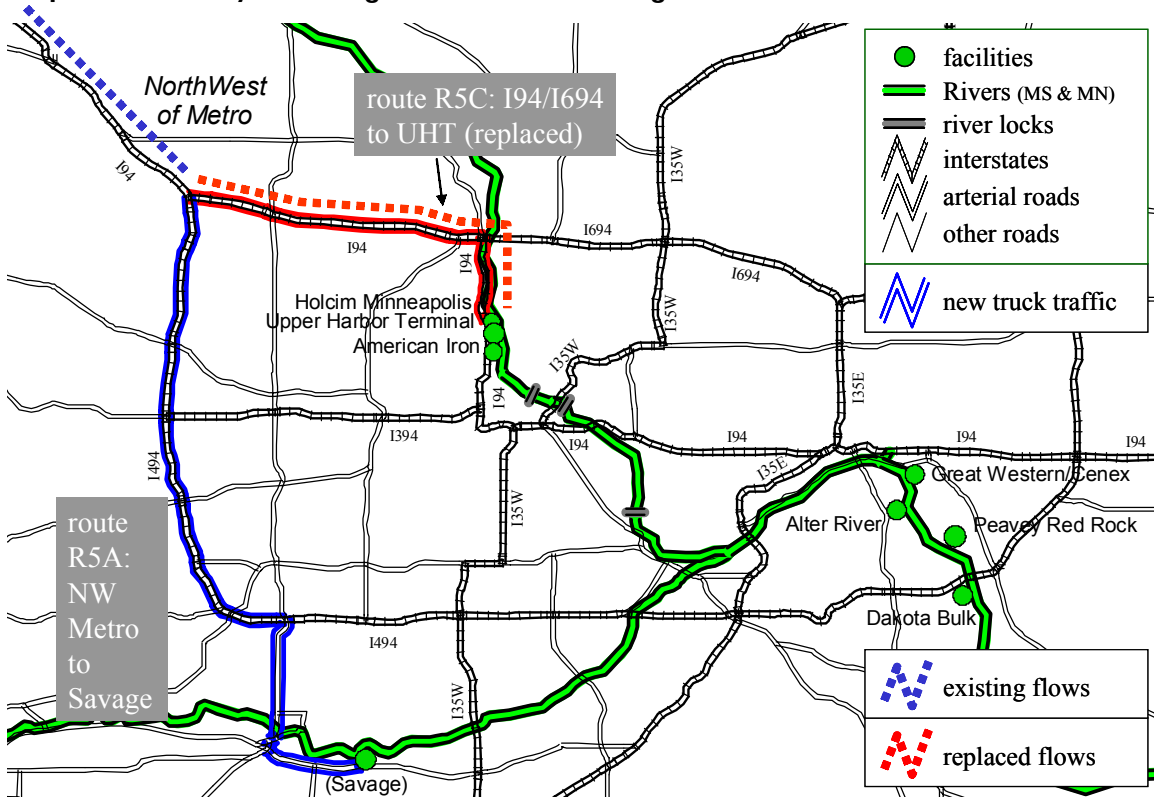 NorthWest
of Metro
route R5C: I94/I694
to UHT (replaced)
facilities
Rivers (MS & MN)
river locks
interstates
arterial roads
other roads
new truck traffic
I94
I35W
I94
I94
I694
I694
Holcim Minneapolis
Upper Harbor Terminal
American Iron
I35W
I35W
I94
I35E
I394
I94
I94
I94
I94
I494
I35W
I35E
Great Western/Cenex
Alter River
Peavey Red Rock
route
R5A:
NW
Metro
to
Savage
Dakota Bulk
I494
I35W
(Savage)
existing flows
replaced flows